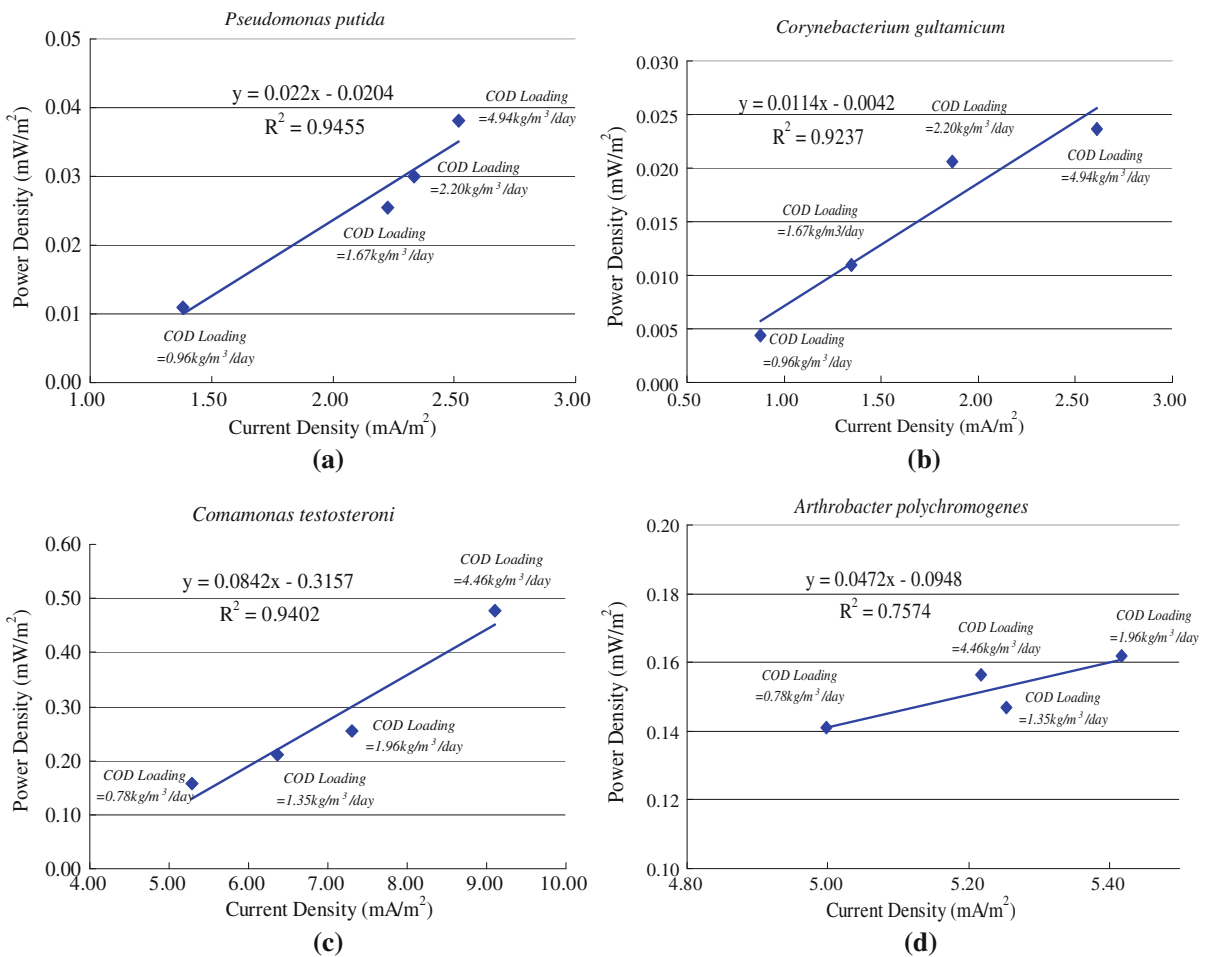 Pseudomonas putida
0.05
0.04
0.03
0.02
0.01
0.00
Power Density (mW/m²)
y = 0.022x - 0.0204
R² = 0.9455
COD Loading
=4.94kg/m³/day
COD Loading
=2.20kg/m³/day
COD Loading
=1.67kg/m³/day
COD Loading
=0.96kg/m³/day
1.00 1.50 2.00 2.50 3.00
Current Density (mA/m²)
(a)
Corynebacterium gultamicum
0.030
0.025
0.020
0.015
0.010
0.005
0.000
Power Density (mW/m²)
y = 0.0114x - 0.0042
R² = 0.9237
COD Loading
=2.20kg/m³/day
COD Loading
=4.94kg/m³/day
COD Loading
=1.67kg/m3/day
COD Loading
=0.96kg/m³/day
0.50 1.00 1.50 2.00 2.50 3.00
Current Density (mA/m²)
(b)
Comamonas testosteroni
0.60
0.50
0.40
0.30
0.20
0.10
0.00
Power Density (mW/m²)
y = 0.0842x - 0.3157
R² = 0.9402
COD Loading
=4.46kg/m³/day
COD Loading
=1.96kg/m³/day
COD Loading
=0.78kg/m³/day
COD Loading
=1.35kg/m³/day
4.00 5.00 6.00 7.00 8.00 9.00 10.00
Current Density (mA/m²)
(c)
Arthrobacter polychromogenes
0.20
0.18
0.16
0.14
0.12
0.10
Power Density (mW/m²)
y = 0.0472x - 0.0948
R² = 0.7574
COD Loading
=1.96kg/m³/day
COD Loading
=4.46kg/m³/day
COD Loading
=0.78kg/m³/day
COD Loading
=1.35kg/m³/day
4.80 5.00 5.20 5.40
Current Density (mA/m²)
(d)